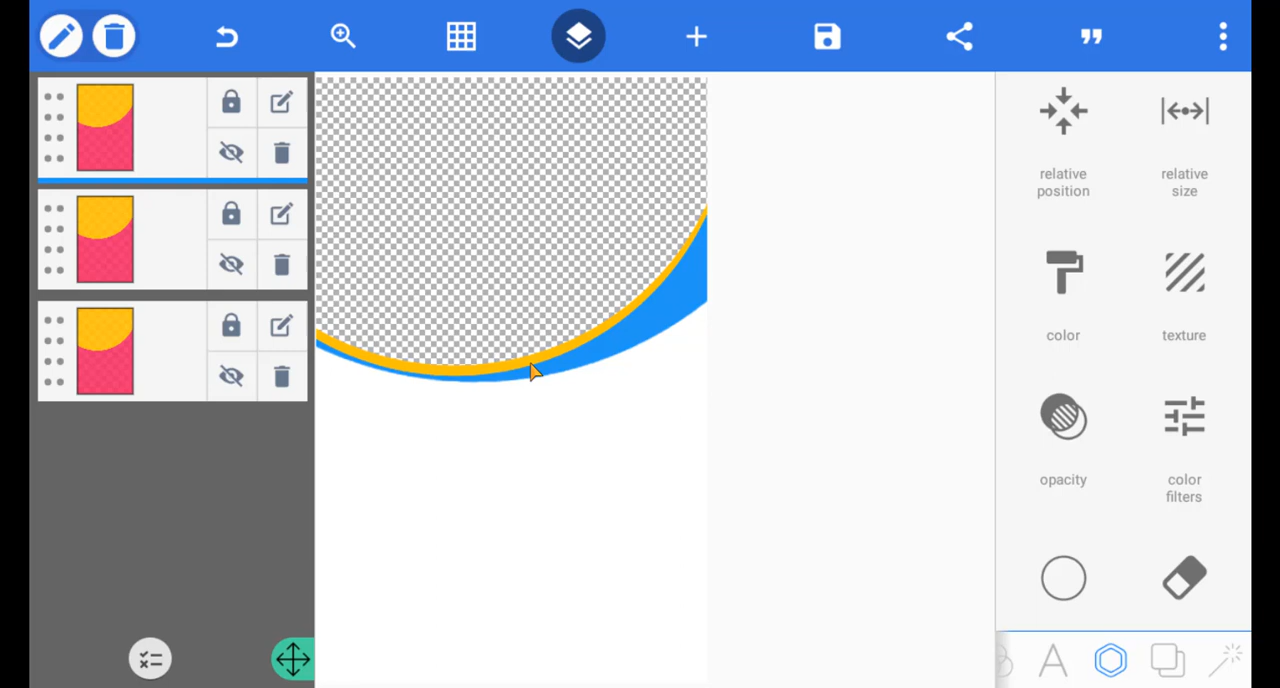 relative
position
relative
size
color
texture
opacity
color
filters